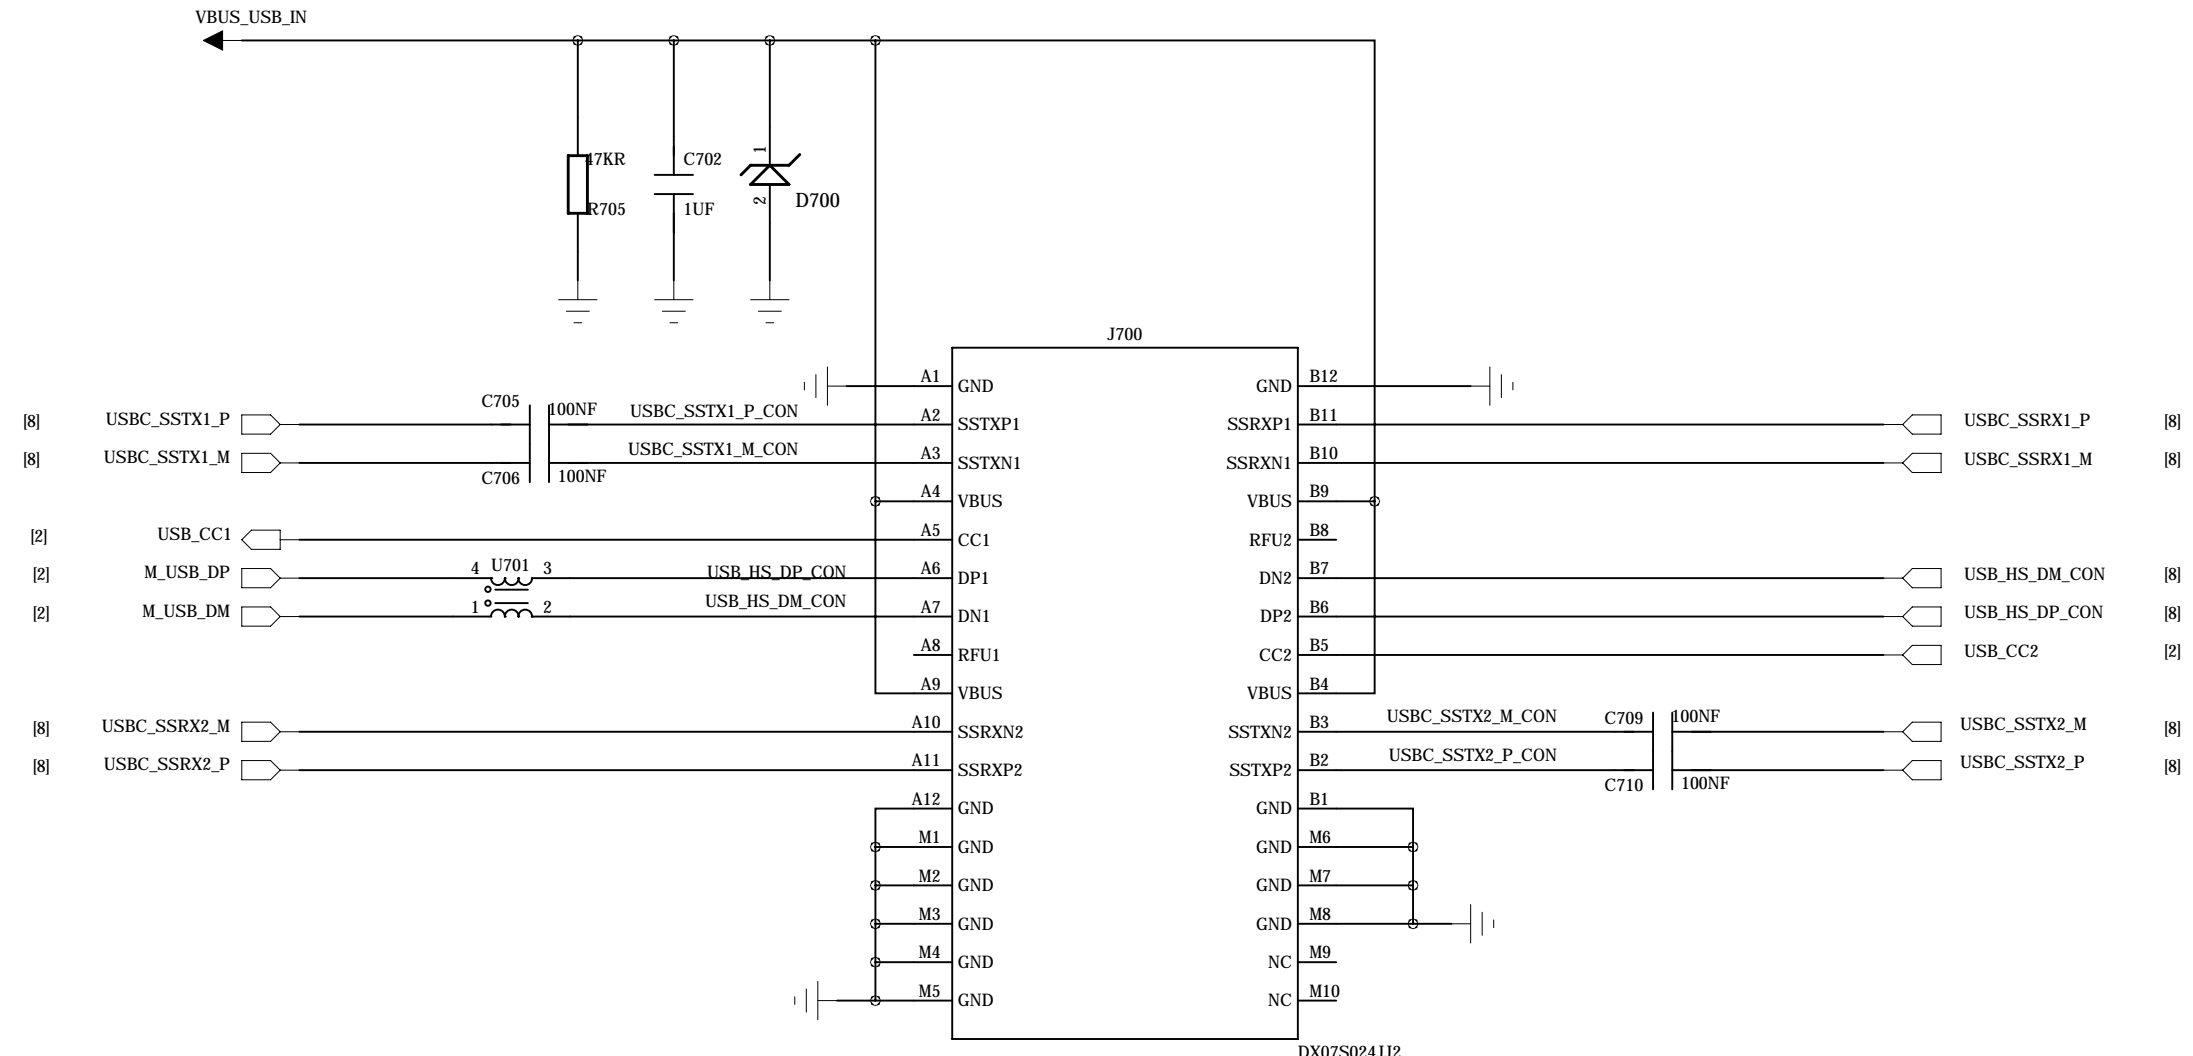 VBUS_USB_IN
47KR
R705
C702
1UF
1
2
D700
J700
A1 GND
GND B12
[8] USBC_SSTX1_P
C705 100NF
USBC_SSTX1_P_CON
A2 SSTXP1
SSRXP1 B11
USBC_SSRX1_P [8]
[8] USBC_SSTX1_M
C706 100NF
USBC_SSTX1_M_CON
A3 SSTXN1
SSRXN1 B10
USBC_SSRX1_M [8]
A4 VBUS
VBUS B9
[2] USB_CC1
A5 CC1
RFU2 B8
[2] M_USB_DP
4 U701 3
USB_HS_DP_CON
A6 DP1
DN2 B7
USB_HS_DM_CON [8]
[2] M_USB_DM
1 2
USB_HS_DM_CON
A7 DN1
DP2 B6
USB_HS_DP_CON [8]
A8 RFU1
CC2 B5
USB_CC2 [2]
A9 VBUS
VBUS B4
[8] USBC_SSRX2_M
A10 SSRXN2
SSTXN2 B3
USBC_SSTX2_M_CON
C709 100NF
USBC_SSTX2_M [8]
[8] USBC_SSRX2_P
A11 SSRXP2
SSTXP2 B2
USBC_SSTX2_P_CON
C710 100NF
USBC_SSTX2_P [8]
A12 GND
GND B1
M1 GND
GND M6
M2 GND
GND M7
M3 GND
GND M8
M4 GND
NC M9
M5 GND
NC M10
DX07S024JJ2